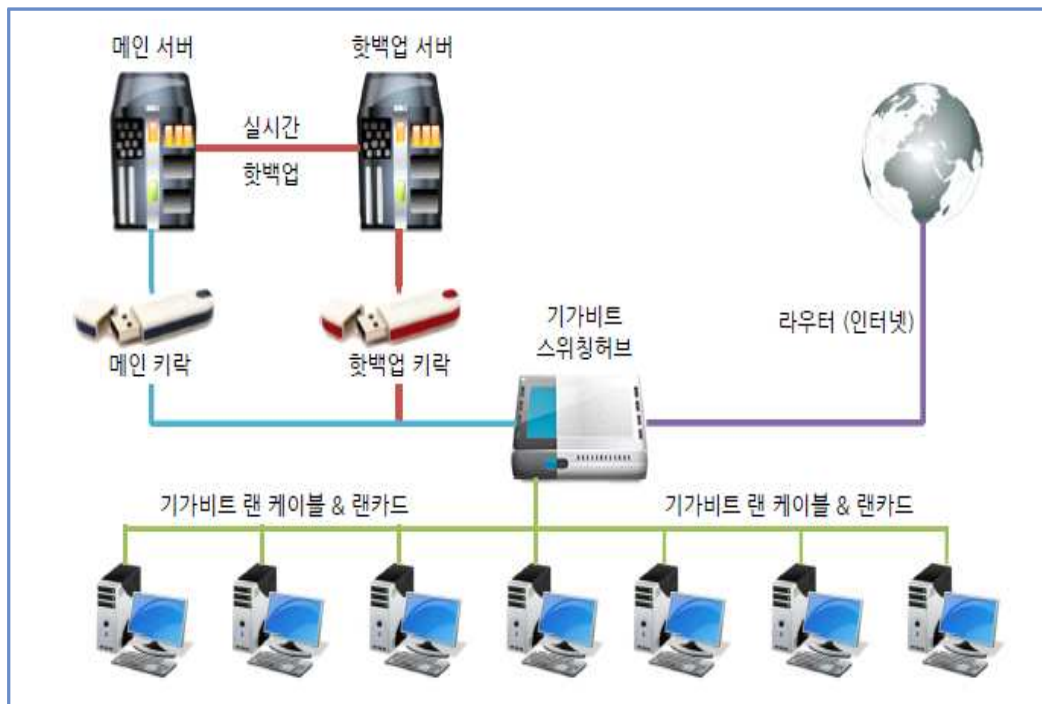 메인 서버
핫백업 서버
실시간
핫백업
메인 키락
핫백업 키락
기가비트
스위칭허브
라우터 (인터넷)
기가비트 랜 케이블 & 랜카드
기가비트 랜 케이블 & 랜카드